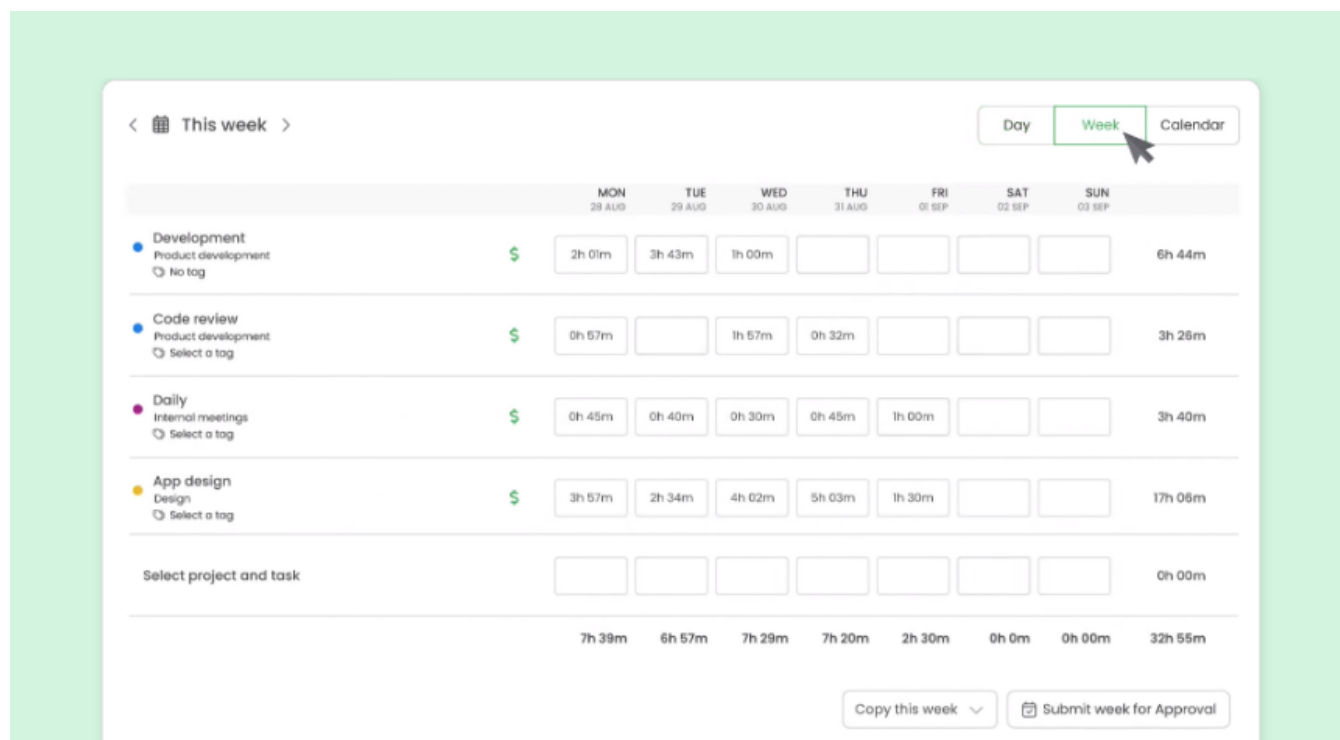 This week
Day Week Calendar
MON TUE WED THU FRI SAT SUN
28 AUG 29 AUG 30 AUG 31 AUG 01 SEP 02 SEP 03 SEP
Development
Product development
No tag
$ 2h 01m 3h 43m 1h 00m 6h 44m
Code review
Product development
Select a tag
$ 0h 57m 1h 57m 0h 32m 3h 26m
Daily
Internal meetings
Select a tag
$ 0h 45m 0h 40m 0h 30m 0h 45m 1h 00m 3h 40m
App design
Design
Select a tag
$ 3h 57m 2h 34m 4h 02m 5h 03m 1h 30m 17h 06m
Select project and task 0h 00m
7h 39m 6h 57m 7h 29m 7h 20m 2h 30m 0h 0m 0h 00m 32h 55m
Copy this week Submit week for Approval